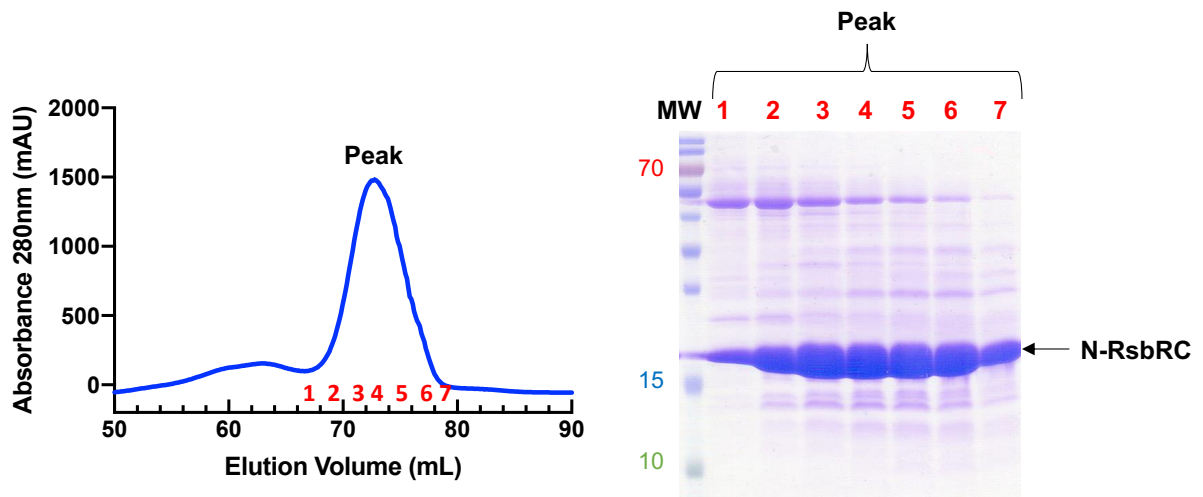 Absorbance 280nm (mAU)
2000
1500
1000
500
0
Peak
1 2 3 4 5 6 7
50 60 70 80 90
Elution Volume (mL)
Peak
MW 1 2 3 4 5 6 7
70
N-RsbRC
15
10